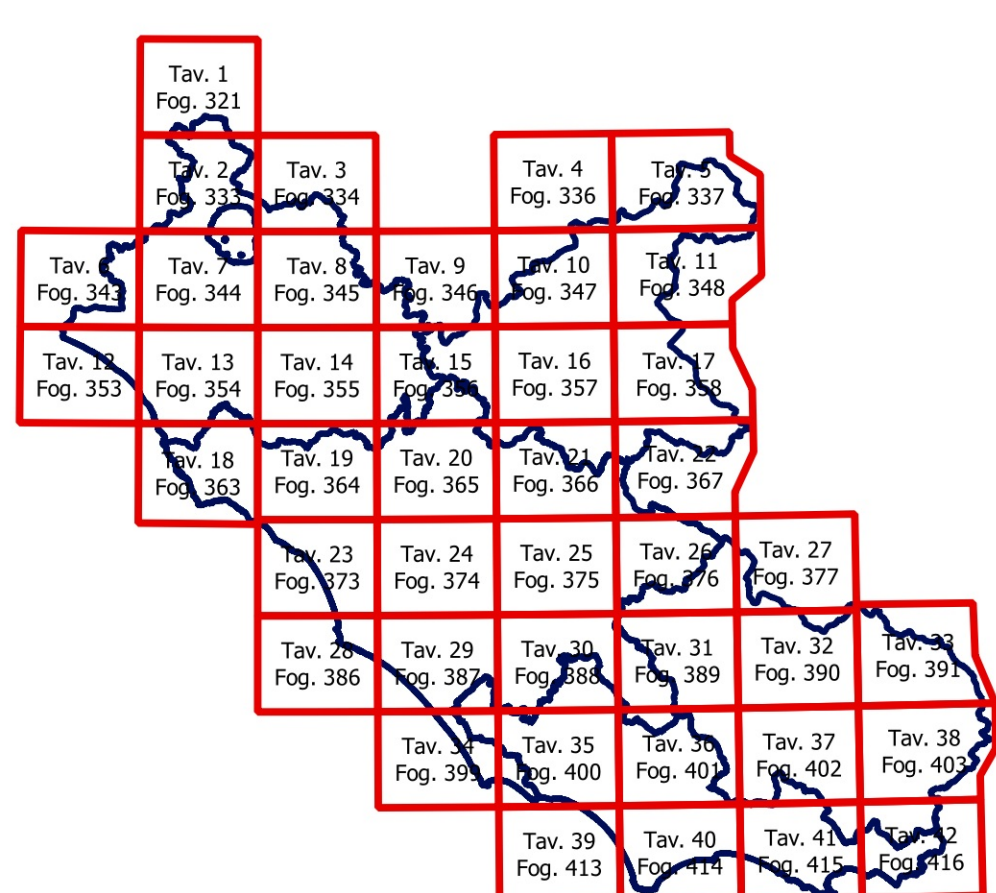 Tav. 1
Fog. 321
Tav. 2
Fog. 333
Tav. 3
Fog. 334
Tav. 4
Fog. 336
Tav. 5
Fog. 337
Tav. 6
Fog. 343
Tav. 7
Fog. 344
Tav. 8
Fog. 345
Tav. 9
Fog. 346
Tav. 10
Fog. 347
Tav. 11
Fog. 348
Tav. 12
Fog. 353
Tav. 13
Fog. 354
Tav. 14
Fog. 355
Tav. 15
Fog. 356
Tav. 16
Fog. 357
Tav. 17
Fog. 358
Tav. 18
Fog. 363
Tav. 19
Fog. 364
Tav. 20
Fog. 365
Tav. 21
Fog. 366
Tav. 22
Fog. 367
Tav. 23
Fog. 373
Tav. 24
Fog. 374
Tav. 25
Fog. 375
Tav. 26
Fog. 376
Tav. 27
Fog. 377
Tav. 28
Fog. 386
Tav. 29
Fog. 387
Tav. 30
Fog. 388
Tav. 31
Fog. 389
Tav. 32
Fog. 390
Tav. 33
Fog. 391
Tav. 34
Fog. 399
Tav. 35
Fog. 400
Tav. 36
Fog. 401
Tav. 37
Fog. 402
Tav. 38
Fog. 403
Tav. 39
Fog. 413
Tav. 40
Fog. 414
Tav. 41
Fog. 415
Tav. 42
Fog. 416